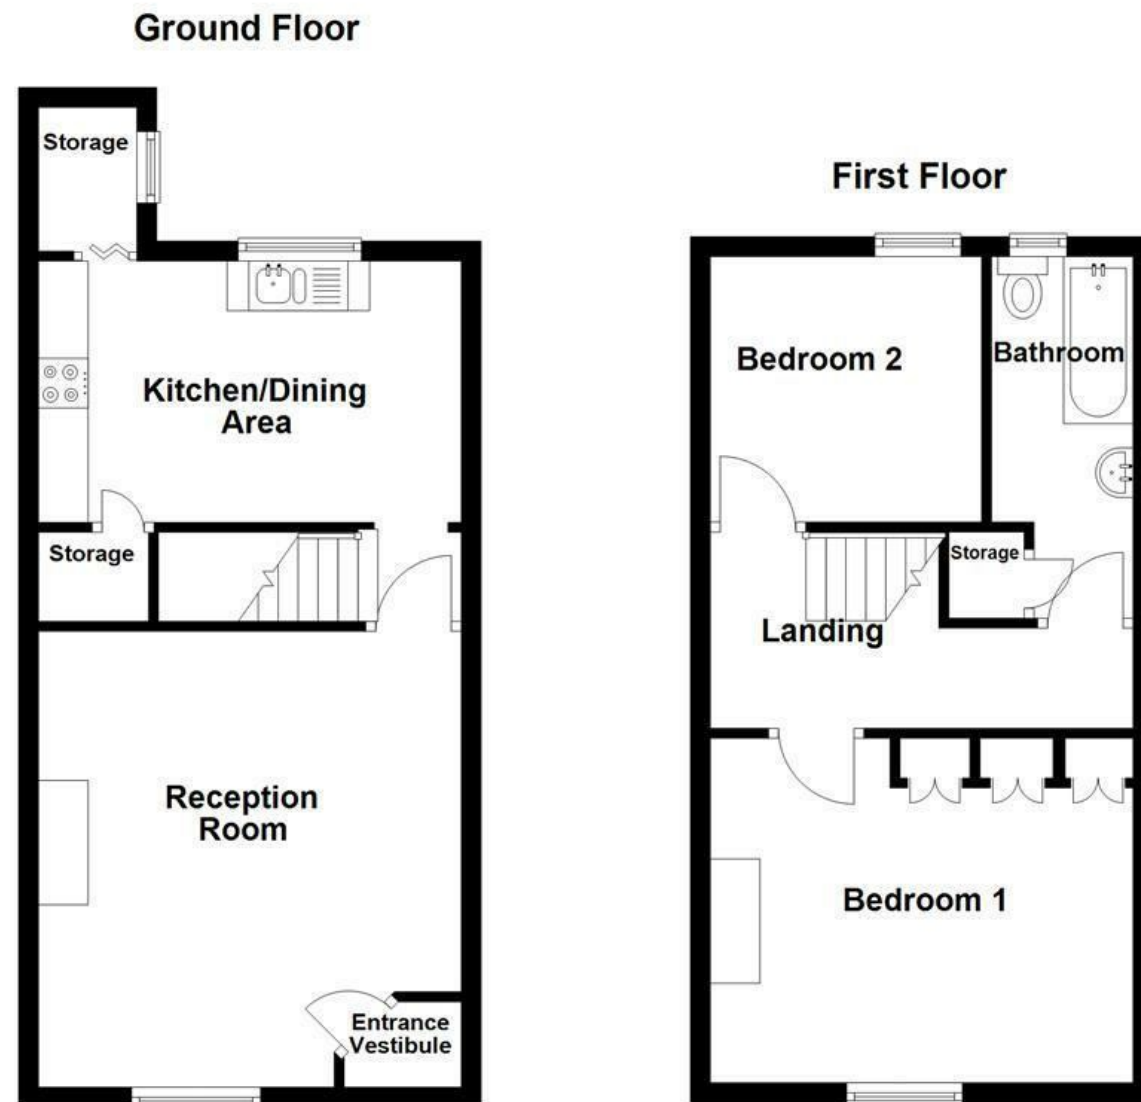 Ground Floor
Storage
Kitchen/Dining
Area
Storage
Reception
Room
Entrance
Vestibule
First Floor
Bedroom 2
Bathroom
Storage
Landing
Bedroom 1